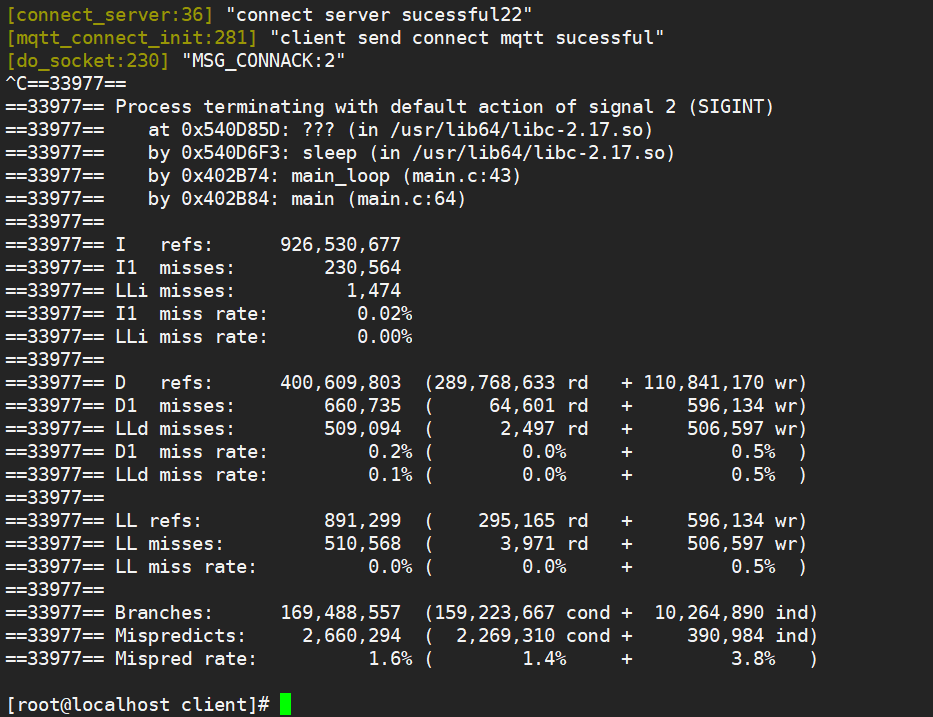 [connect_server:36] "connect server sucessful22"
[mqtt_connect_init:281] "client send connect mqtt sucessful"
[do_socket:230] "MSG_CONNACK:2"
^C==33977==
==33977== Process terminating with default action of signal 2 (SIGINT)
==33977==    at 0x540D85D: ??? (in /usr/lib64/libc-2.17.so)
==33977==    by 0x540D6F3: sleep (in /usr/lib64/libc-2.17.so)
==33977==    by 0x402B74: main_loop (main.c:43)
==33977==    by 0x402B84: main (main.c:64)
==33977==
==33977== I   refs:      926,530,677
==33977== I1  misses:        230,564
==33977== LLi misses:          1,474
==33977== I1  miss rate:        0.02%
==33977== LLi miss rate:        0.00%
==33977==
==33977== D   refs:      400,609,803  (289,768,633 rd   + 110,841,170 wr)
==33977== D1  misses:        660,735  (     64,601 rd   +     596,134 wr)
==33977== LLd misses:        509,094  (      2,497 rd   +     506,597 wr)
==33977== D1  miss rate:         0.2% (        0.0%     +         0.5%  )
==33977== LLd miss rate:         0.1% (        0.0%     +         0.5%  )
==33977==
==33977== LL refs:           891,299  (    295,165 rd   +     596,134 wr)
==33977== LL misses:         510,568  (      3,971 rd   +     506,597 wr)
==33977== LL miss rate:          0.0% (        0.0%     +         0.5%  )
==33977==
==33977== Branches:      169,488,557  (159,223,667 cond +  10,264,890 ind)
==33977== Mispredicts:     2,660,294  (  2,269,310 cond +     390,984 ind)
==33977== Mispred rate:          1.6% (        1.4%     +         3.8%   )
[root@localhost client]#